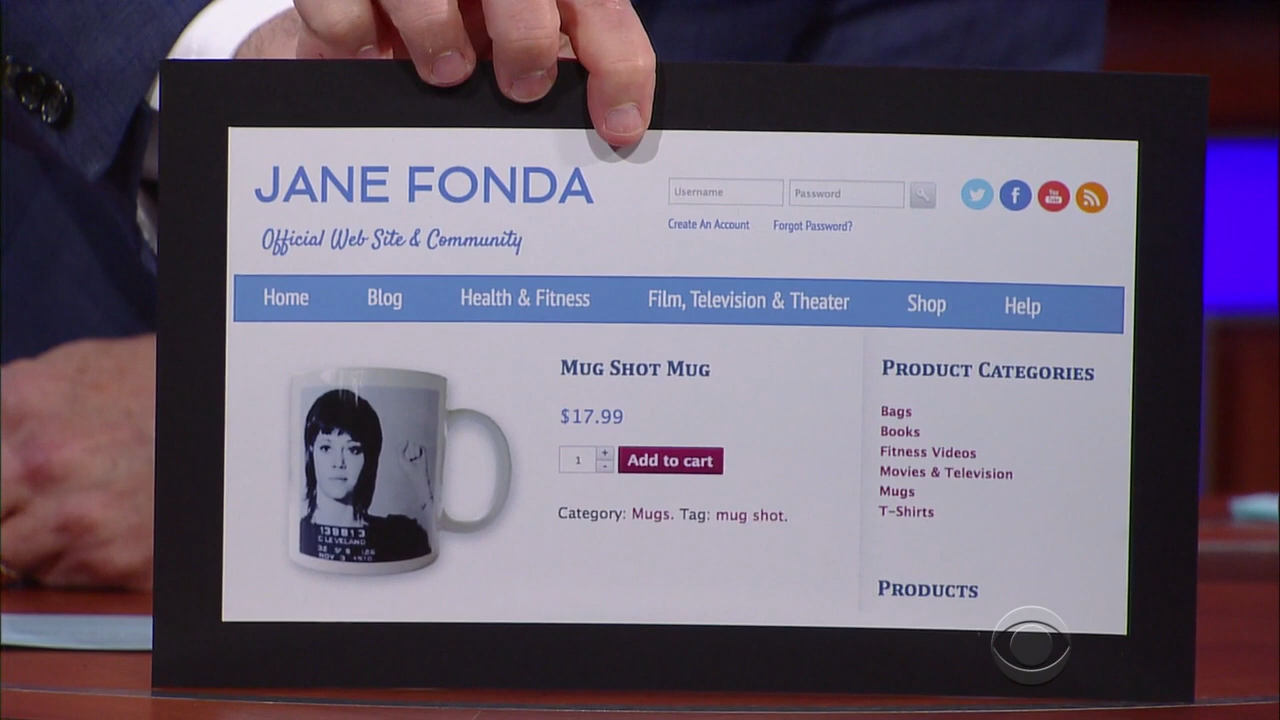 JANE FONDA
Official Web Site & Community
Username
Password
Create An Account
Forgot Password?
Home
Blog
Health & Fitness
Film, Television & Theater
Shop
Help
MUG SHOT MUG
$17.99
1
+
-
Add to cart
Category: Mugs. Tag: mug shot.
PRODUCT CATEGORIES
Bags
Books
Fitness Videos
Movies & Television
Mugs
T-Shirts
PRODUCTS
CLEVELAND